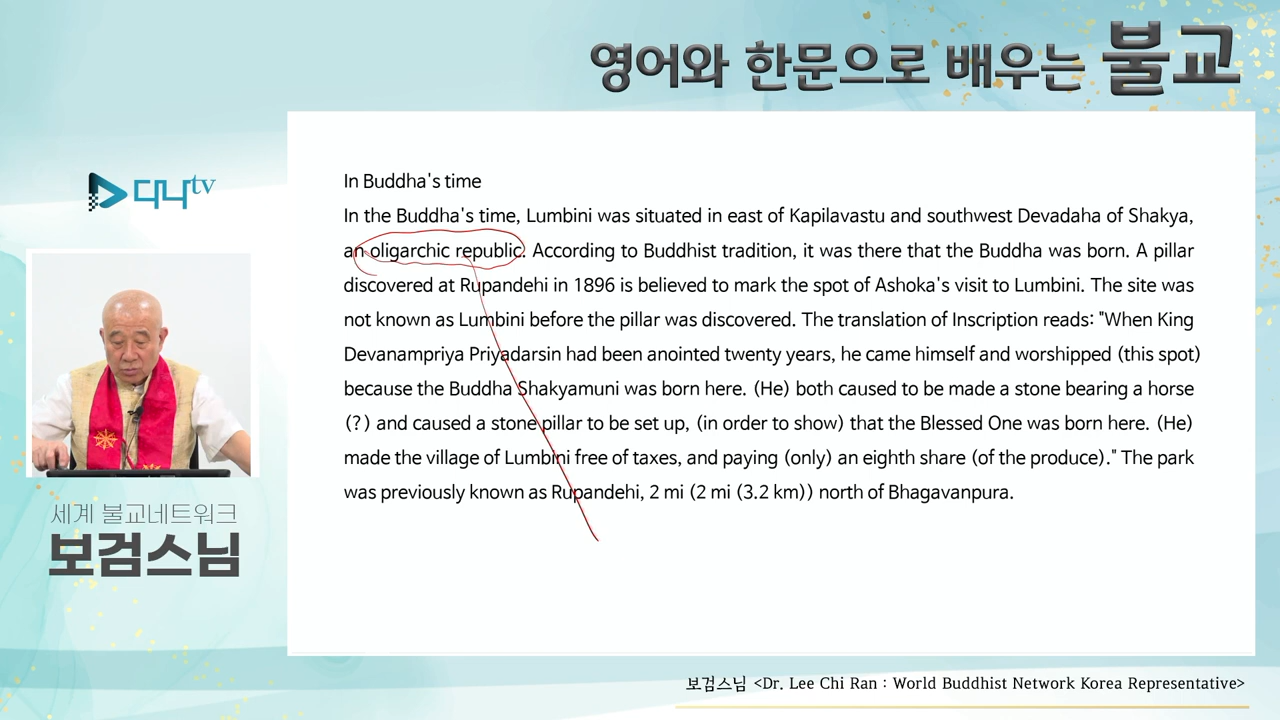 영어와 한문으로 배우는 불교
디나tv
In Buddha's time
In the Buddha's time, Lumbini was situated in east of Kapilavastu and southwest Devadaha of Shakya,
an oligarchic republic. According to Buddhist tradition, it was there that the Buddha was born. A pillar
discovered at Rupandehi in 1896 is believed to mark the spot of Ashoka's visit to Lumbini. The site was
not known as Lumbini before the pillar was discovered. The translation of Inscription reads: "When King
Devanampriya Priyadarsin had been anointed twenty years, he came himself and worshipped (this spot)
because the Buddha Shakyamuni was born here. (He) both caused to be made a stone bearing a horse
(?) and caused a stone pillar to be set up, (in order to show) that the Blessed One was born here. (He)
made the village of Lumbini free of taxes, and paying (only) an eighth share (of the produce)." The park
was previously known as Rupandehi, 2 mi (2 mi (3.2 km)) north of Bhagavanpura.
세계 불교네트워크
보검스님
보검스님 <Dr. Lee Chi Ran : World Buddhist Network Korea Representative>